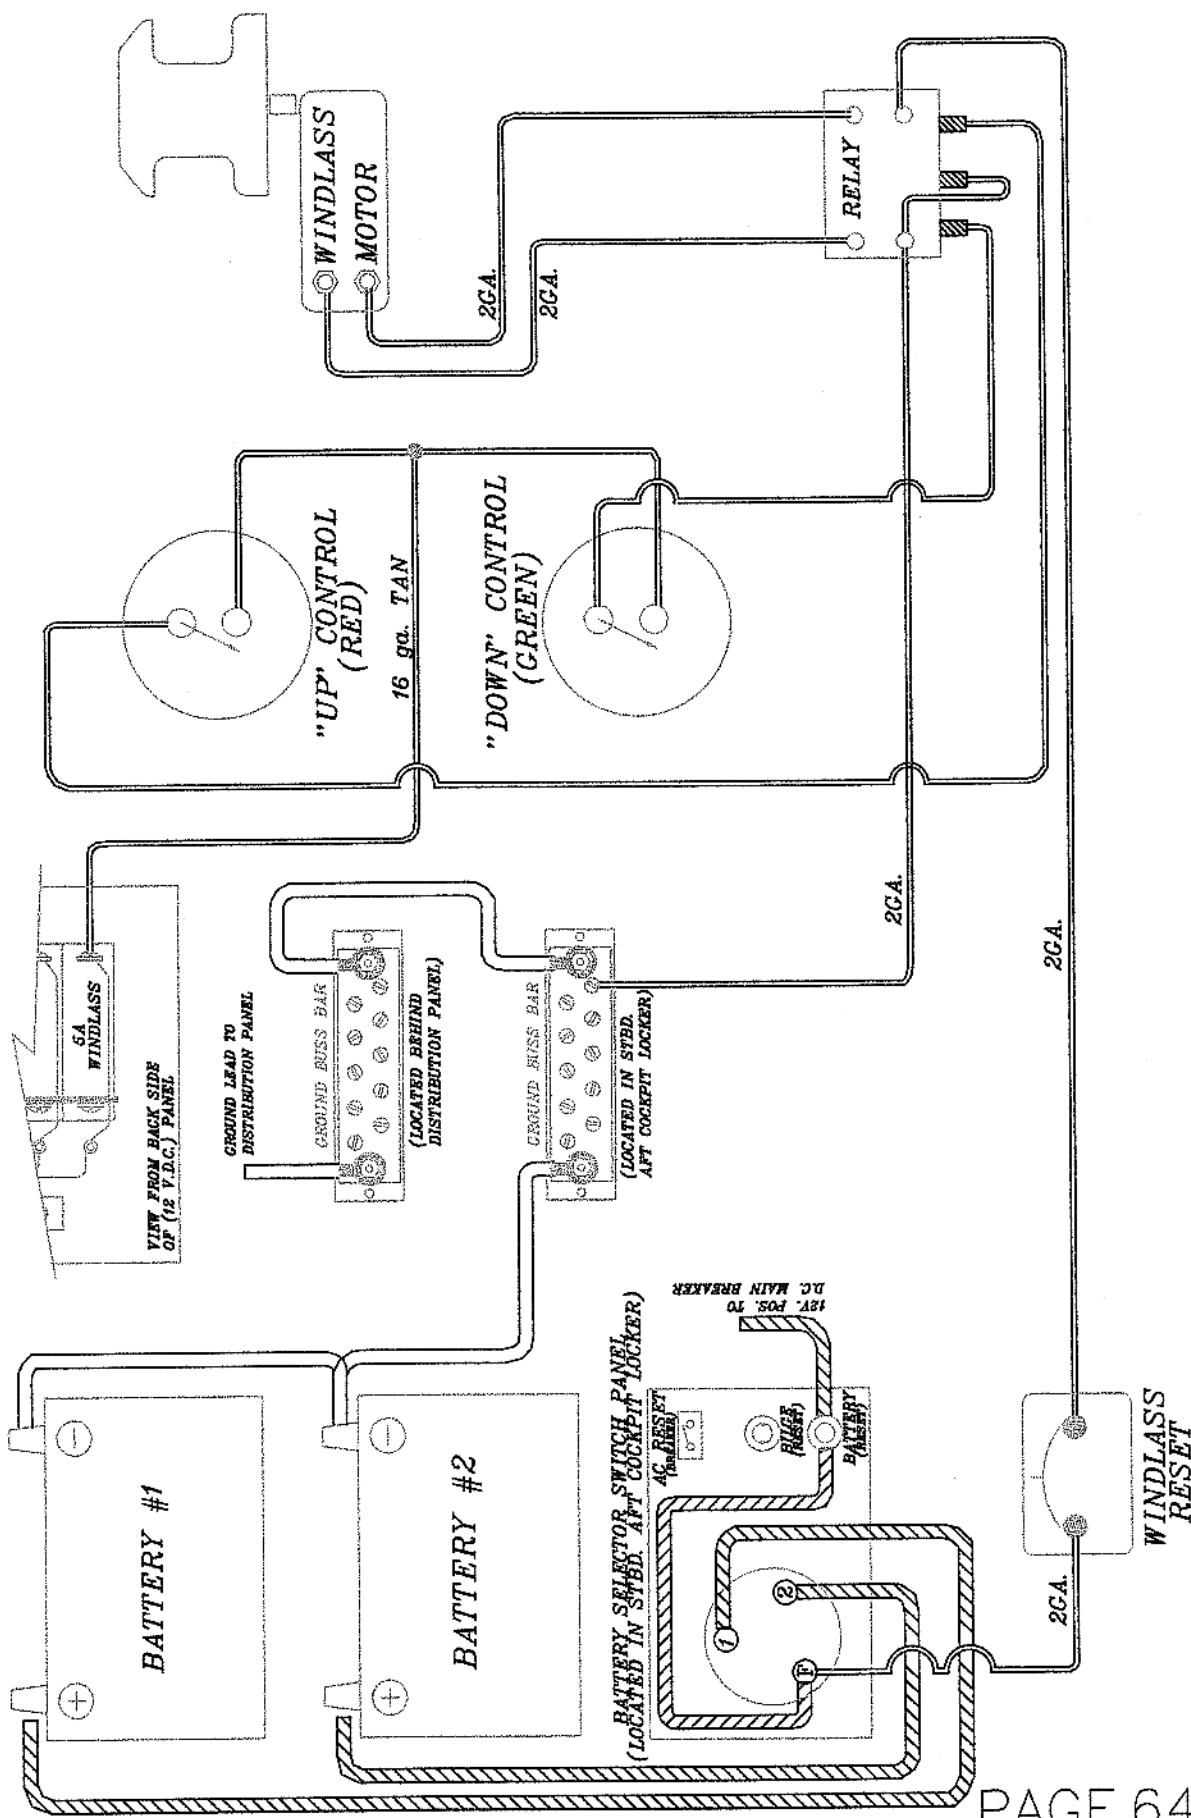 WINDLASS
MOTOR
2GA.
2GA.
RELAY
"UP" CONTROL
(RED)
16 ga. TAN
"DOWN" CONTROL
(GREEN)
2GA.
2GA.
5A
WINDLASS
VIEW FROM BACK SIDE
OF (12 V.D.C.) PANEL
GROUND LEAD TO
DISTRIBUTION PANEL
GROUND BUSS BAR
(LOCATED BEHIND
DISTRIBUTION PANEL)
GROUND BUSS BAR
(LOCATED IN STBD.
AFT COCKPIT LOCKER)
BATTERY #1
BATTERY #2
BATTERY SELECTOR SWITCH PANEL
(LOCATED IN STBD. AFT COCKPIT LOCKER)
12V. POS. TO
D.C. MAIN BREAKER
AC RESET
(BREAKER)
BILGE
(RESET)
BATTERY
(RESET)
1
2
F
2GA.
WINDLASS
RESET
PAGE 64